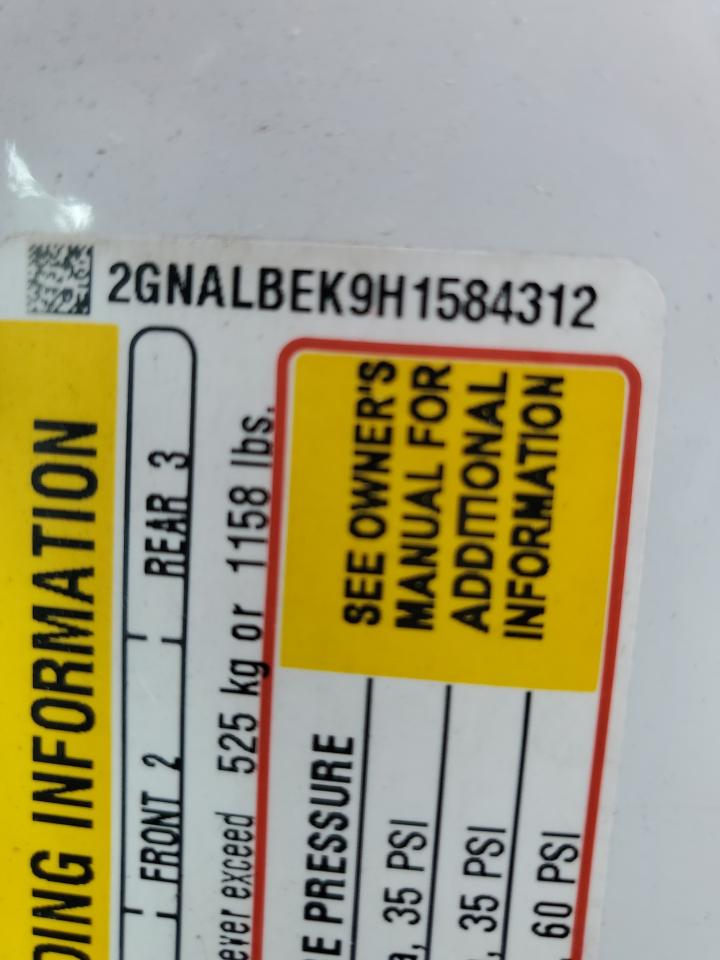 2GNALBEK9H1584312
DING INFORMATION
FRONT 2 REAR 3
ever exceed 525 kg or 1158 lbs.
E PRESSURE
SEE OWNER'S
MANUAL FOR
ADDITIONAL
INFORMATION
a, 35 PSI
, 35 PSI
, 60 PSI